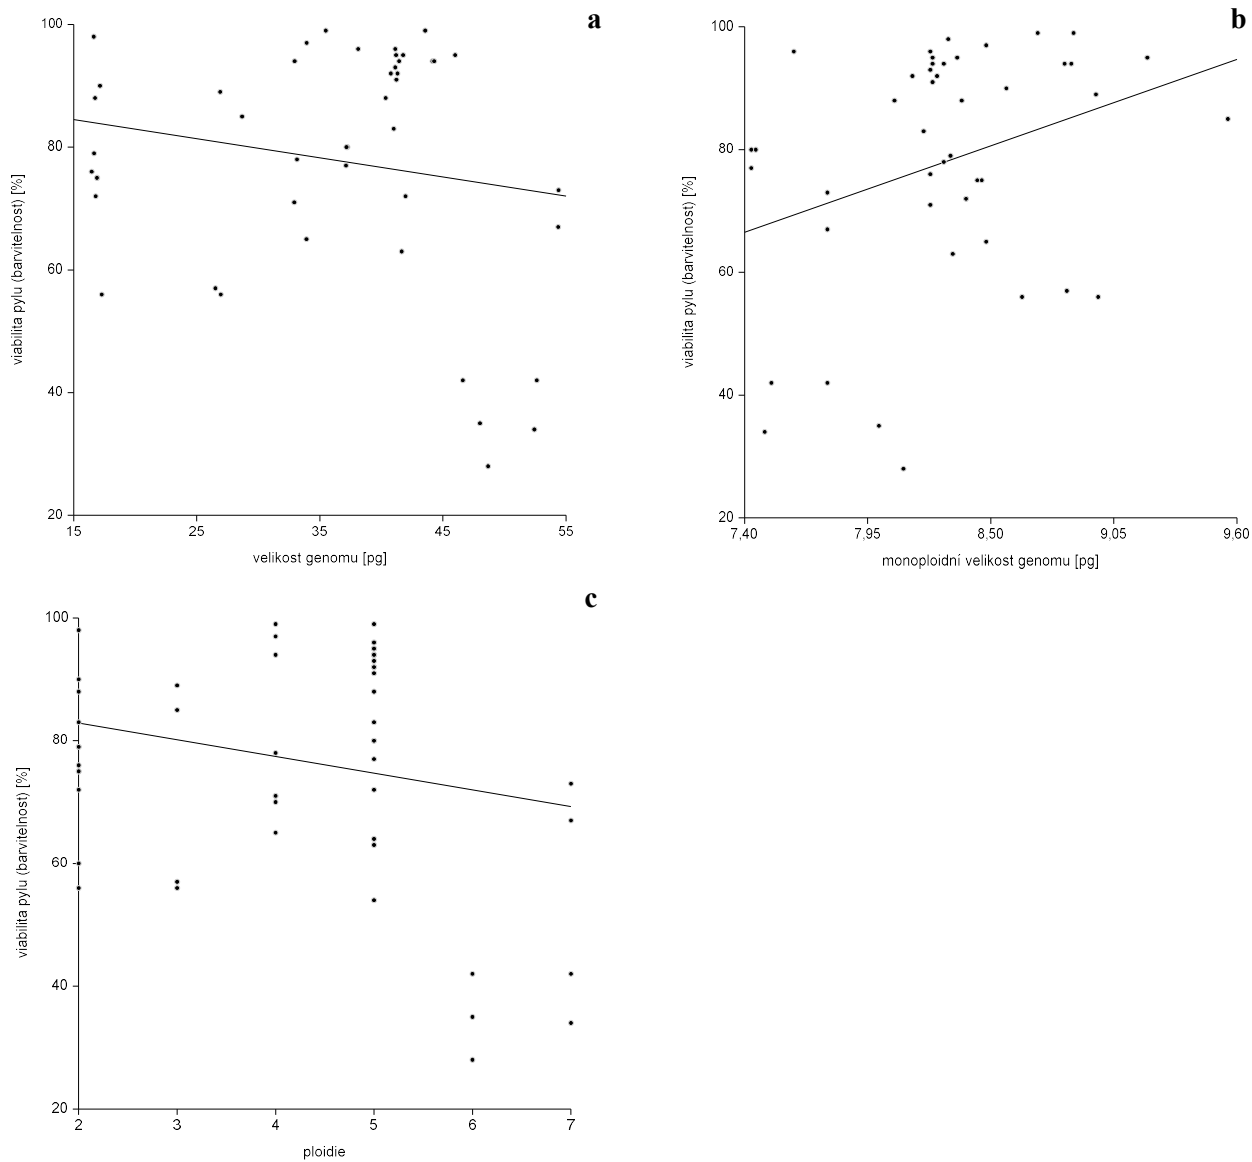 a
100
80
60
40
20
15 25 35 45 55
viabilita pylu (barvitelnost) [%]
velikost genomu [pg]
b
100
80
60
40
20
7,40 7,95 8,50 9,05 9,60
viabilita pylu (barvitelnost) [%]
monoploidní velikost genomu [pg]
c
100
80
60
40
20
2 3 4 5 6 7
viabilita pylu (barvitelnost) [%]
ploidie